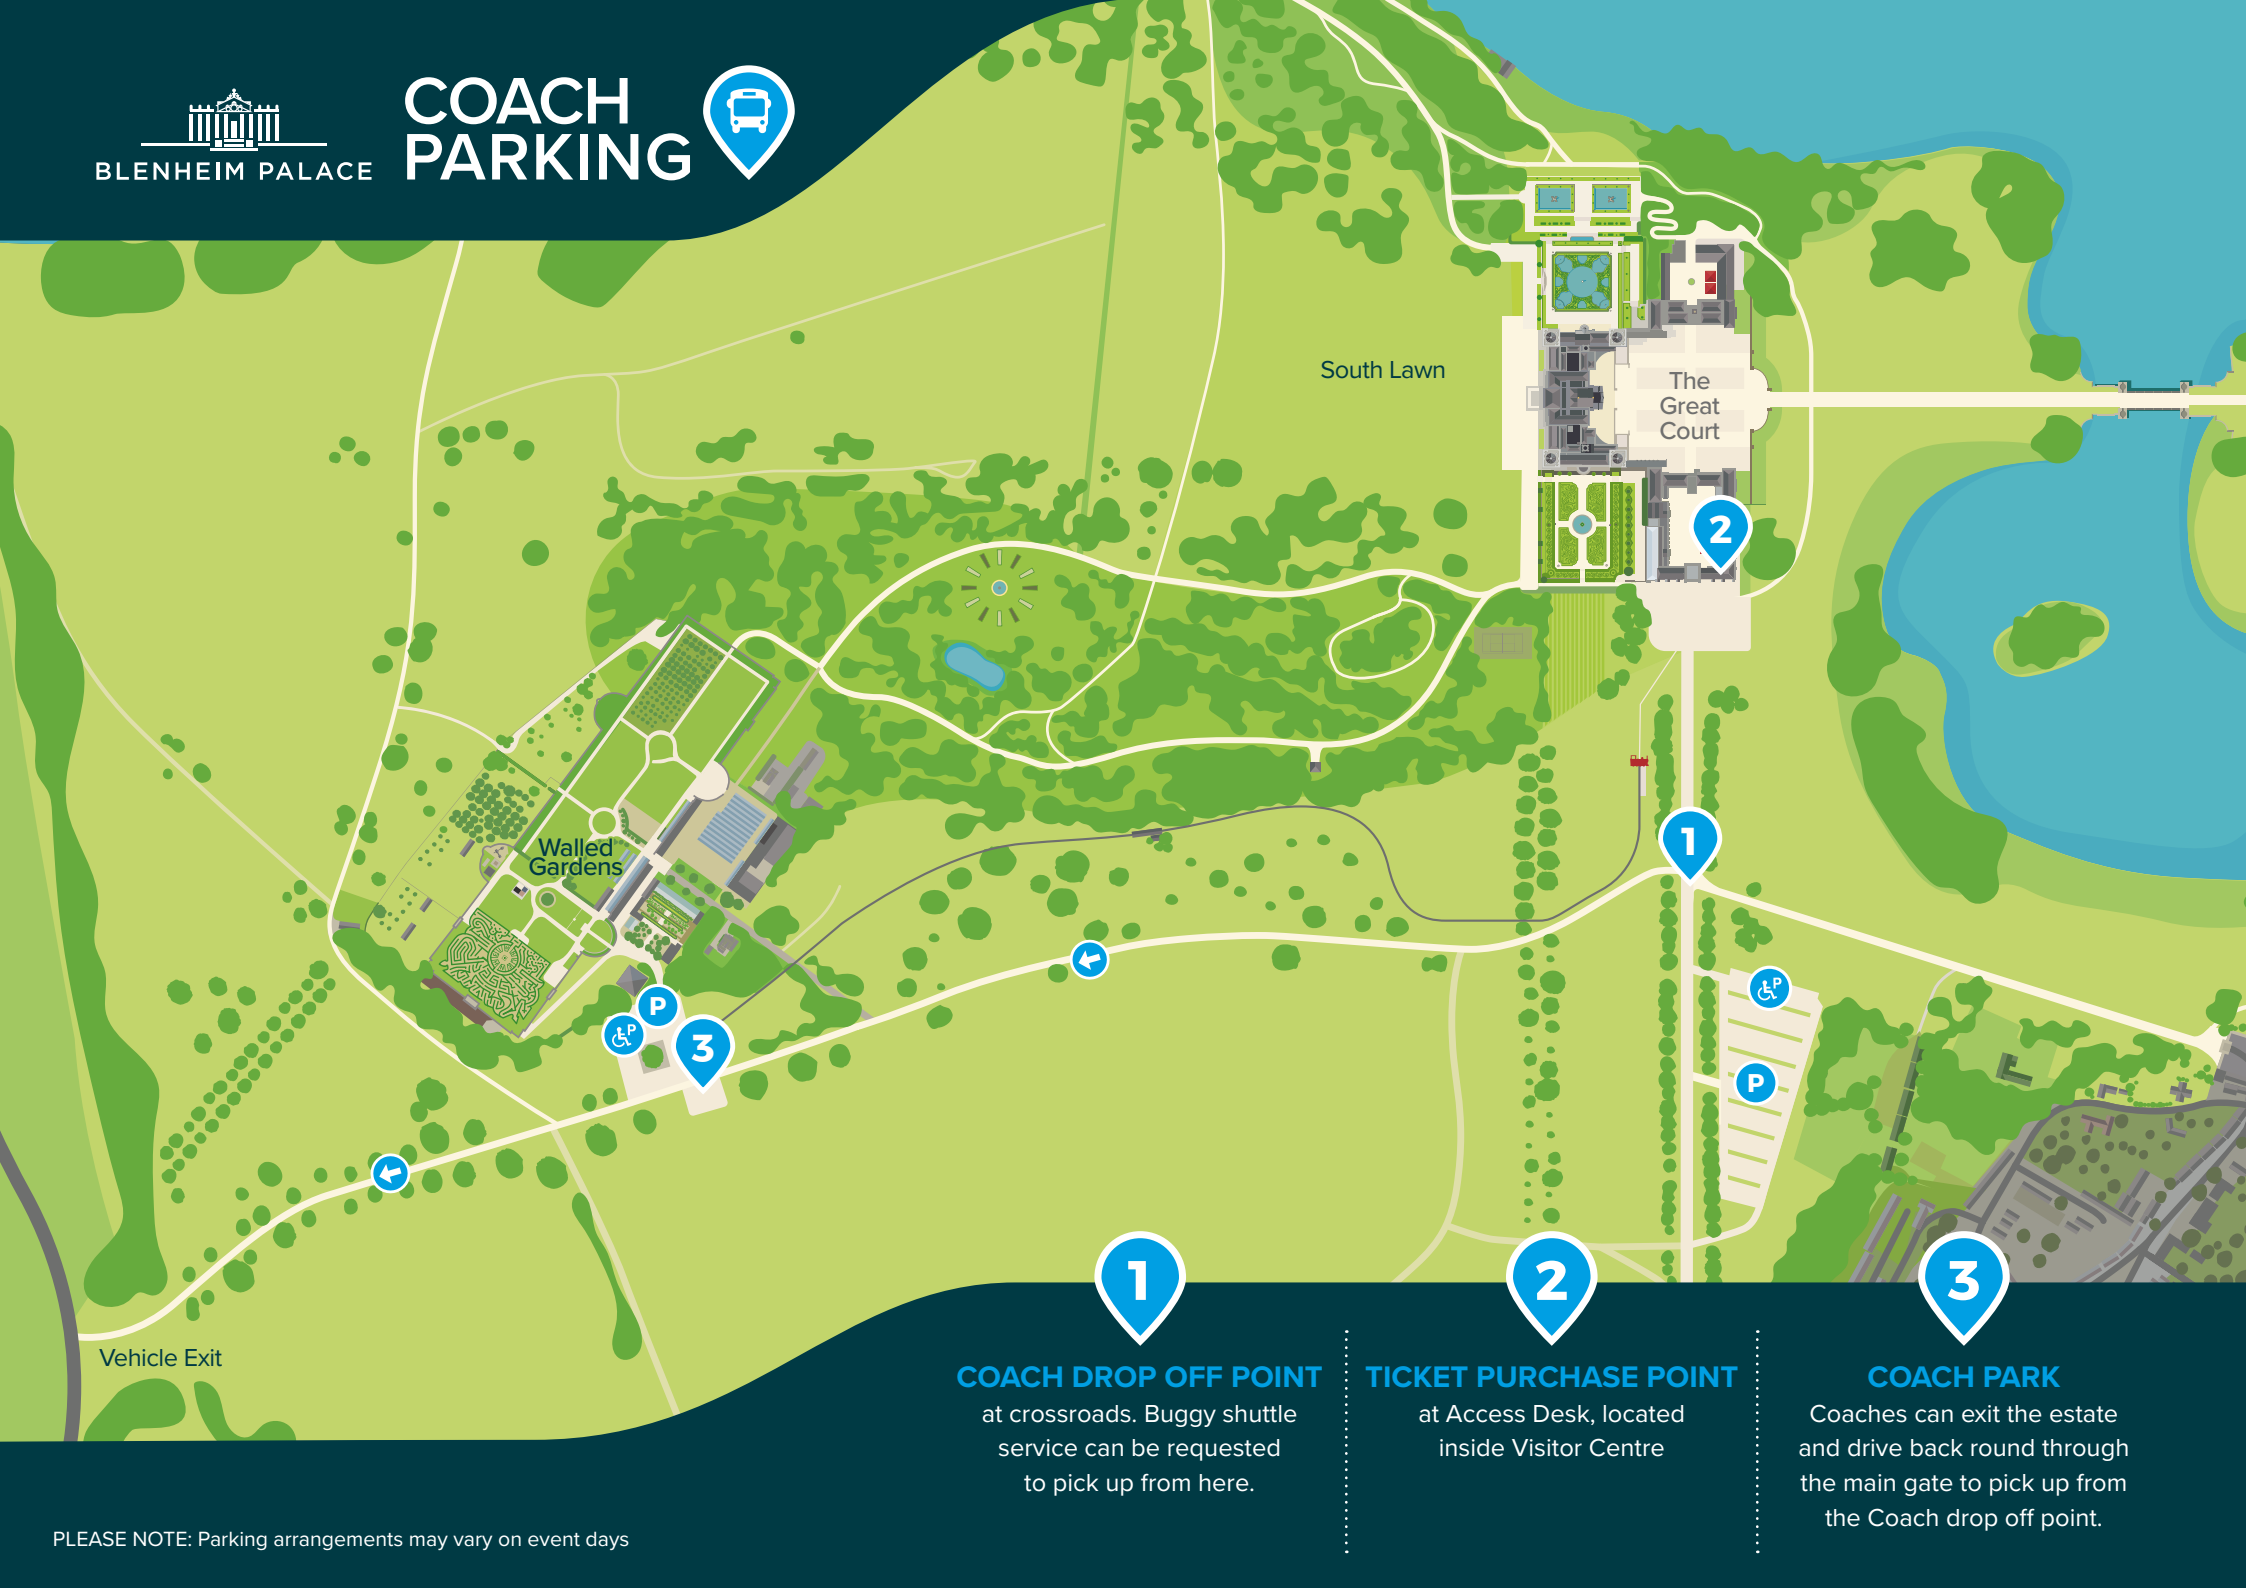 BLENHEIM PALACE
COACH
PARKING
South Lawn
The
Great
Court
2
1
Walled
Gardens
P
P
3
P
P
Vehicle Exit
1
COACH DROP OFF POINT
at crossroads. Buggy shuttle
service can be requested
to pick up from here.
2
TICKET PURCHASE POINT
at Access Desk, located
inside Visitor Centre
3
COACH PARK
Coaches can exit the estate
and drive back round through
the main gate to pick up from
the Coach drop off point.
PLEASE NOTE: Parking arrangements may vary on event days